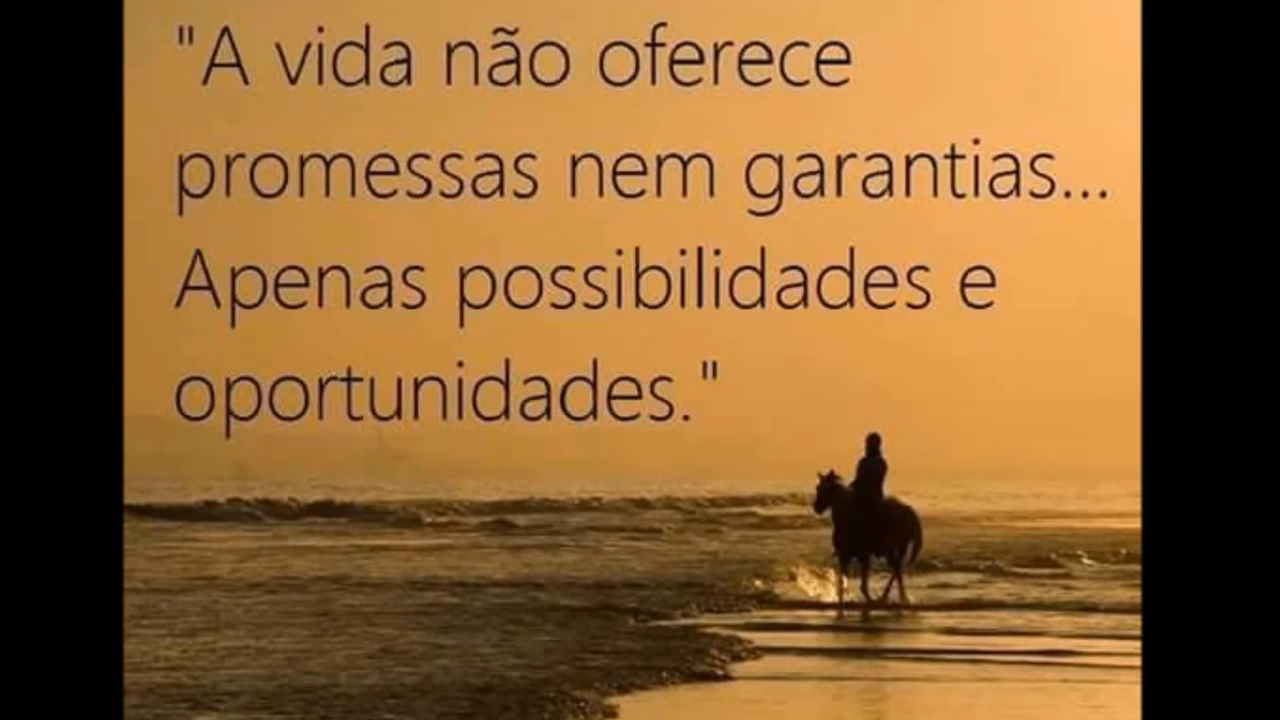 "A vida não oferece
promessas nem garantias...
Apenas possibilidades e
oportunidades."